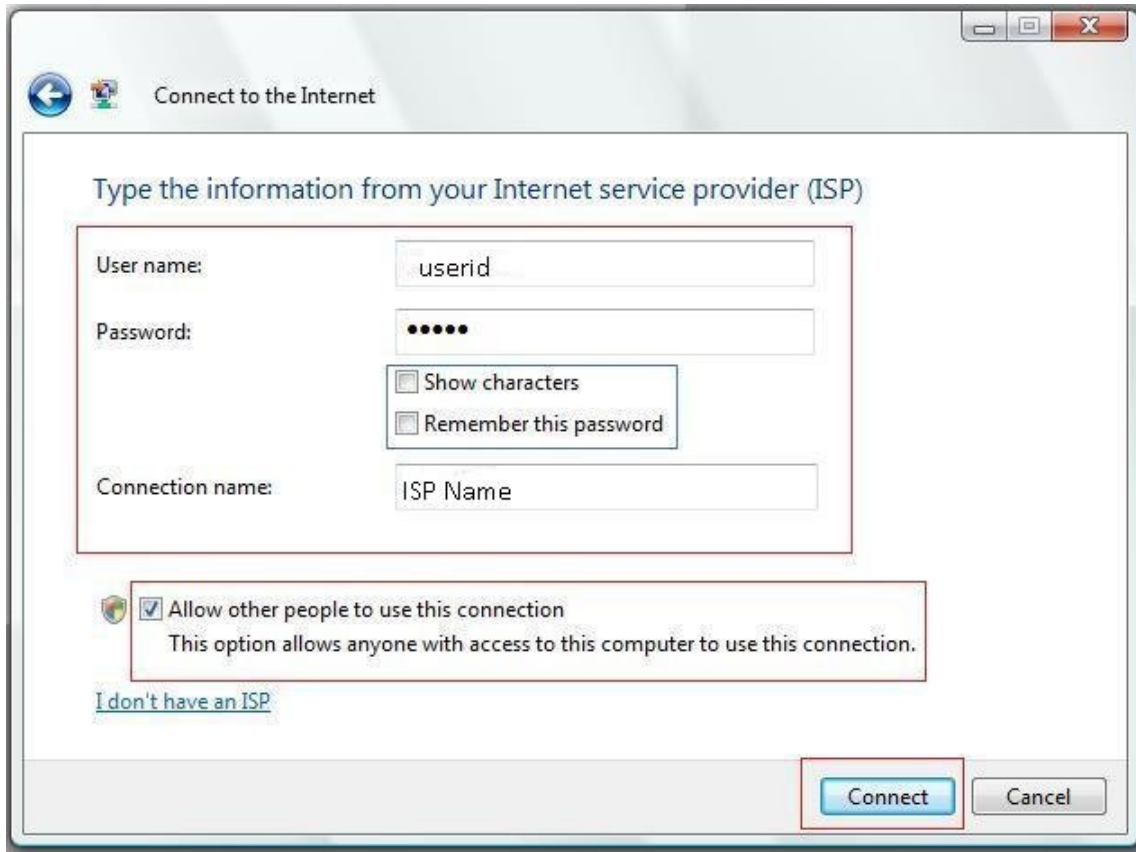 Connect to the Internet
Type the information from your Internet service provider (ISP)
User name:
userid
Password:
•••••
Show characters
Remember this password
Connection name:
ISP Name
Allow other people to use this connection
This option allows anyone with access to this computer to use this connection.
I don't have an ISP
Connect
Cancel